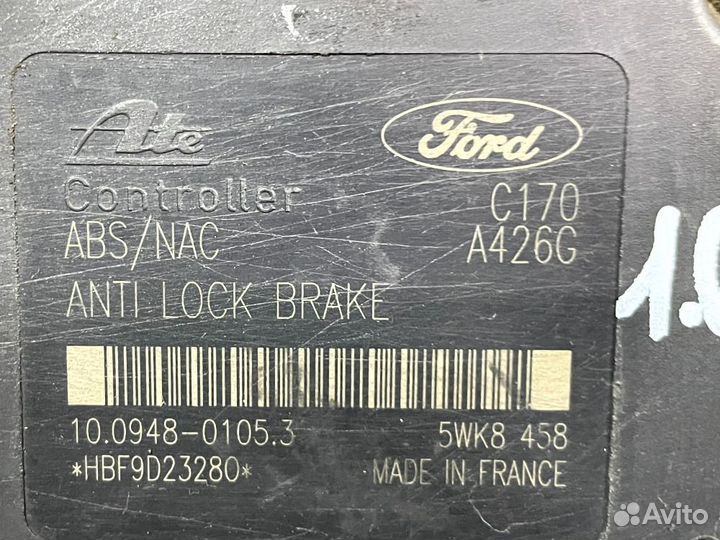 Ate
Ford
Controller
C170
ABS/NAC
A426G
ANTI LOCK BRAKE
10.0948-0105.3
5WK8 458
*HBF9D23280*
MADE IN FRANCE
Avito